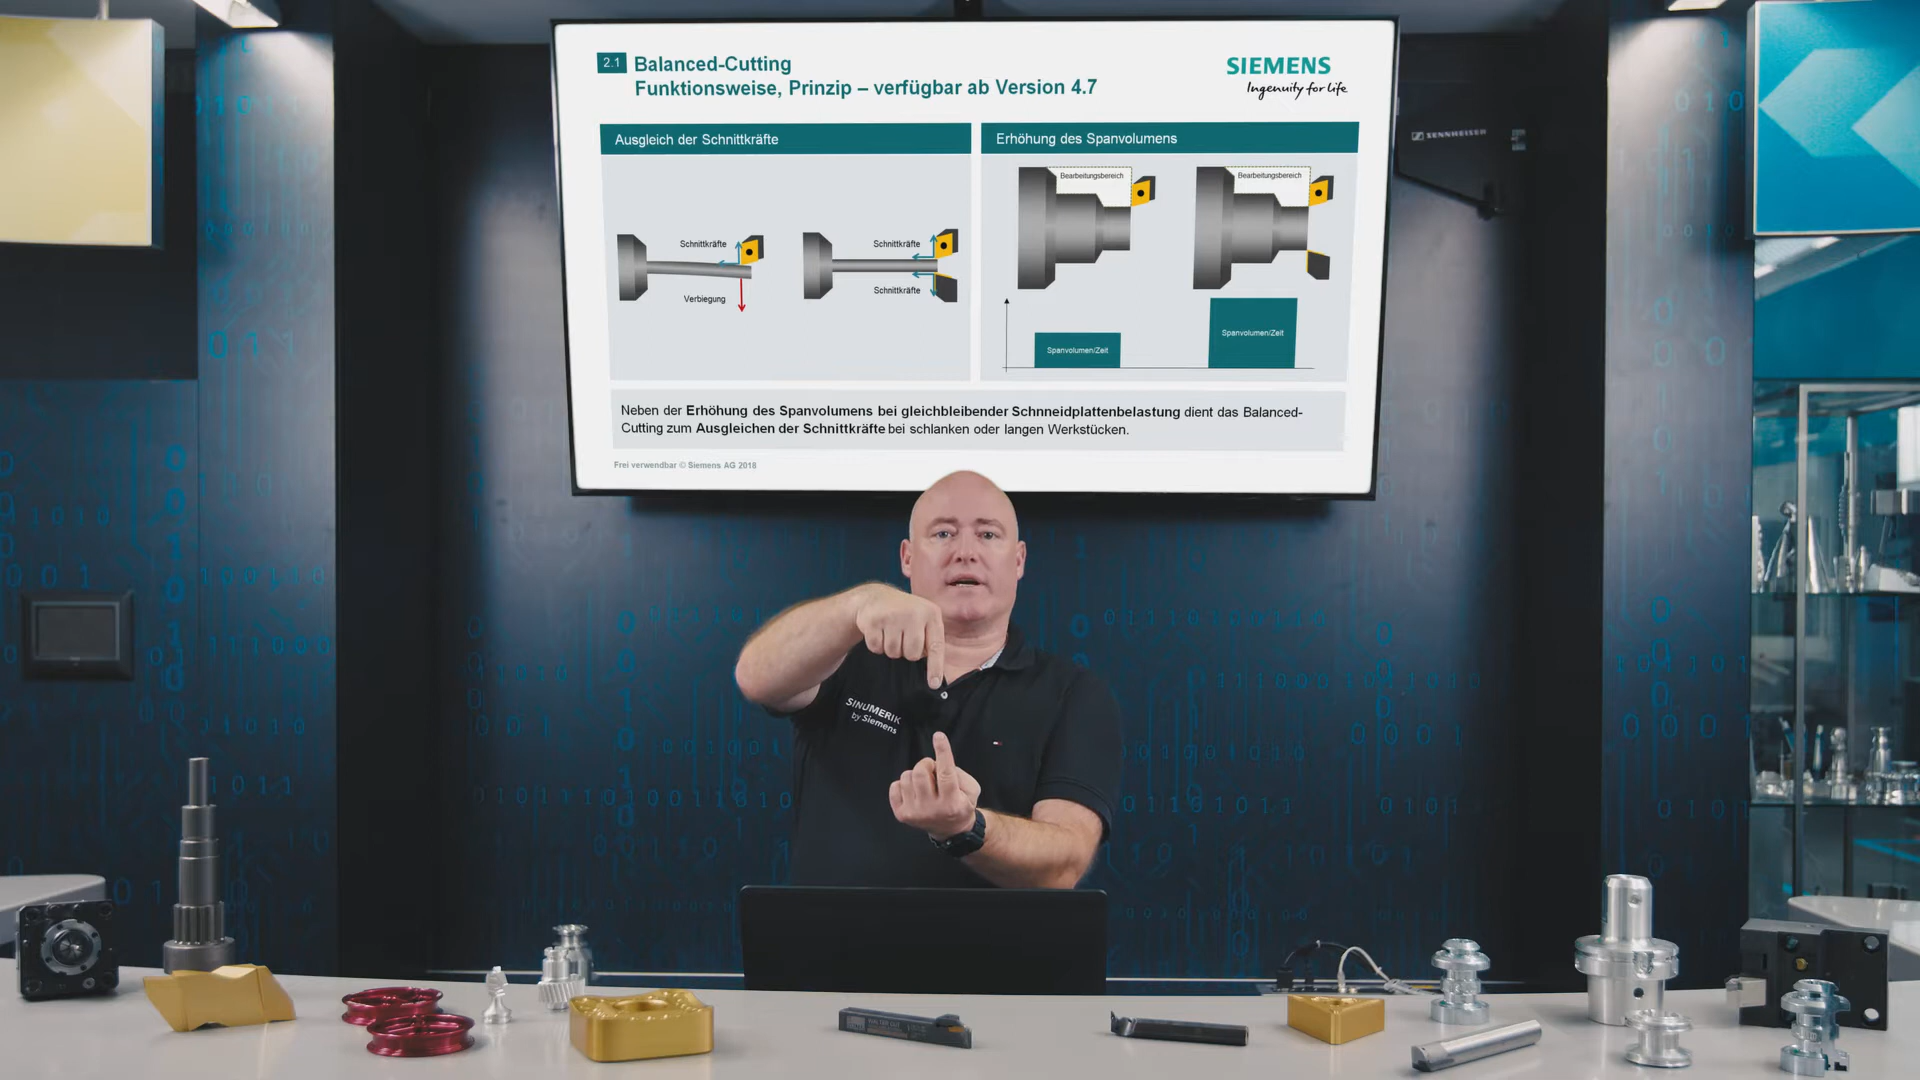 2.1 Balanced-Cutting
Funktionsweise, Prinzip – verfügbar ab Version 4.7
SIEMENS
Ingenuity for life
Ausgleich der Schnittkräfte
Schnittkräfte
Verbiegung
Schnittkräfte
Schnittkräfte
Erhöhung des Spanvolumens
Bearbeitungsbereich
Bearbeitungsbereich
Spanvolumen/Zeit
Spanvolumen/Zeit
Neben der Erhöhung des Spanvolumens bei gleichbleibender Schnneidplattenbelastung dient das Balanced-
Cutting zum Ausgleichen der Schnittkräfte bei schlanken oder langen Werkstücken.
Frei verwendbar © Siemens AG 2018
SENNHEISER
SINUMERIK
by Siemens